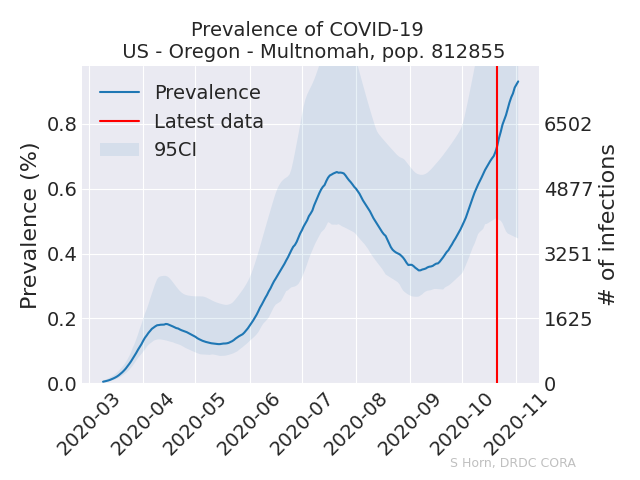 Prevalence of COVID-19
US - Oregon - Multnomah, pop. 812855
Prevalence
Latest data
95CI
Prevalence (%)
0.8
0.6
0.4
0.2
0.0
6502
4877
3251
1625
0
# of infections
2020-03
2020-04
2020-05
2020-06
2020-07
2020-08
2020-09
2020-10
2020-11
S Horn, DRDC CORA